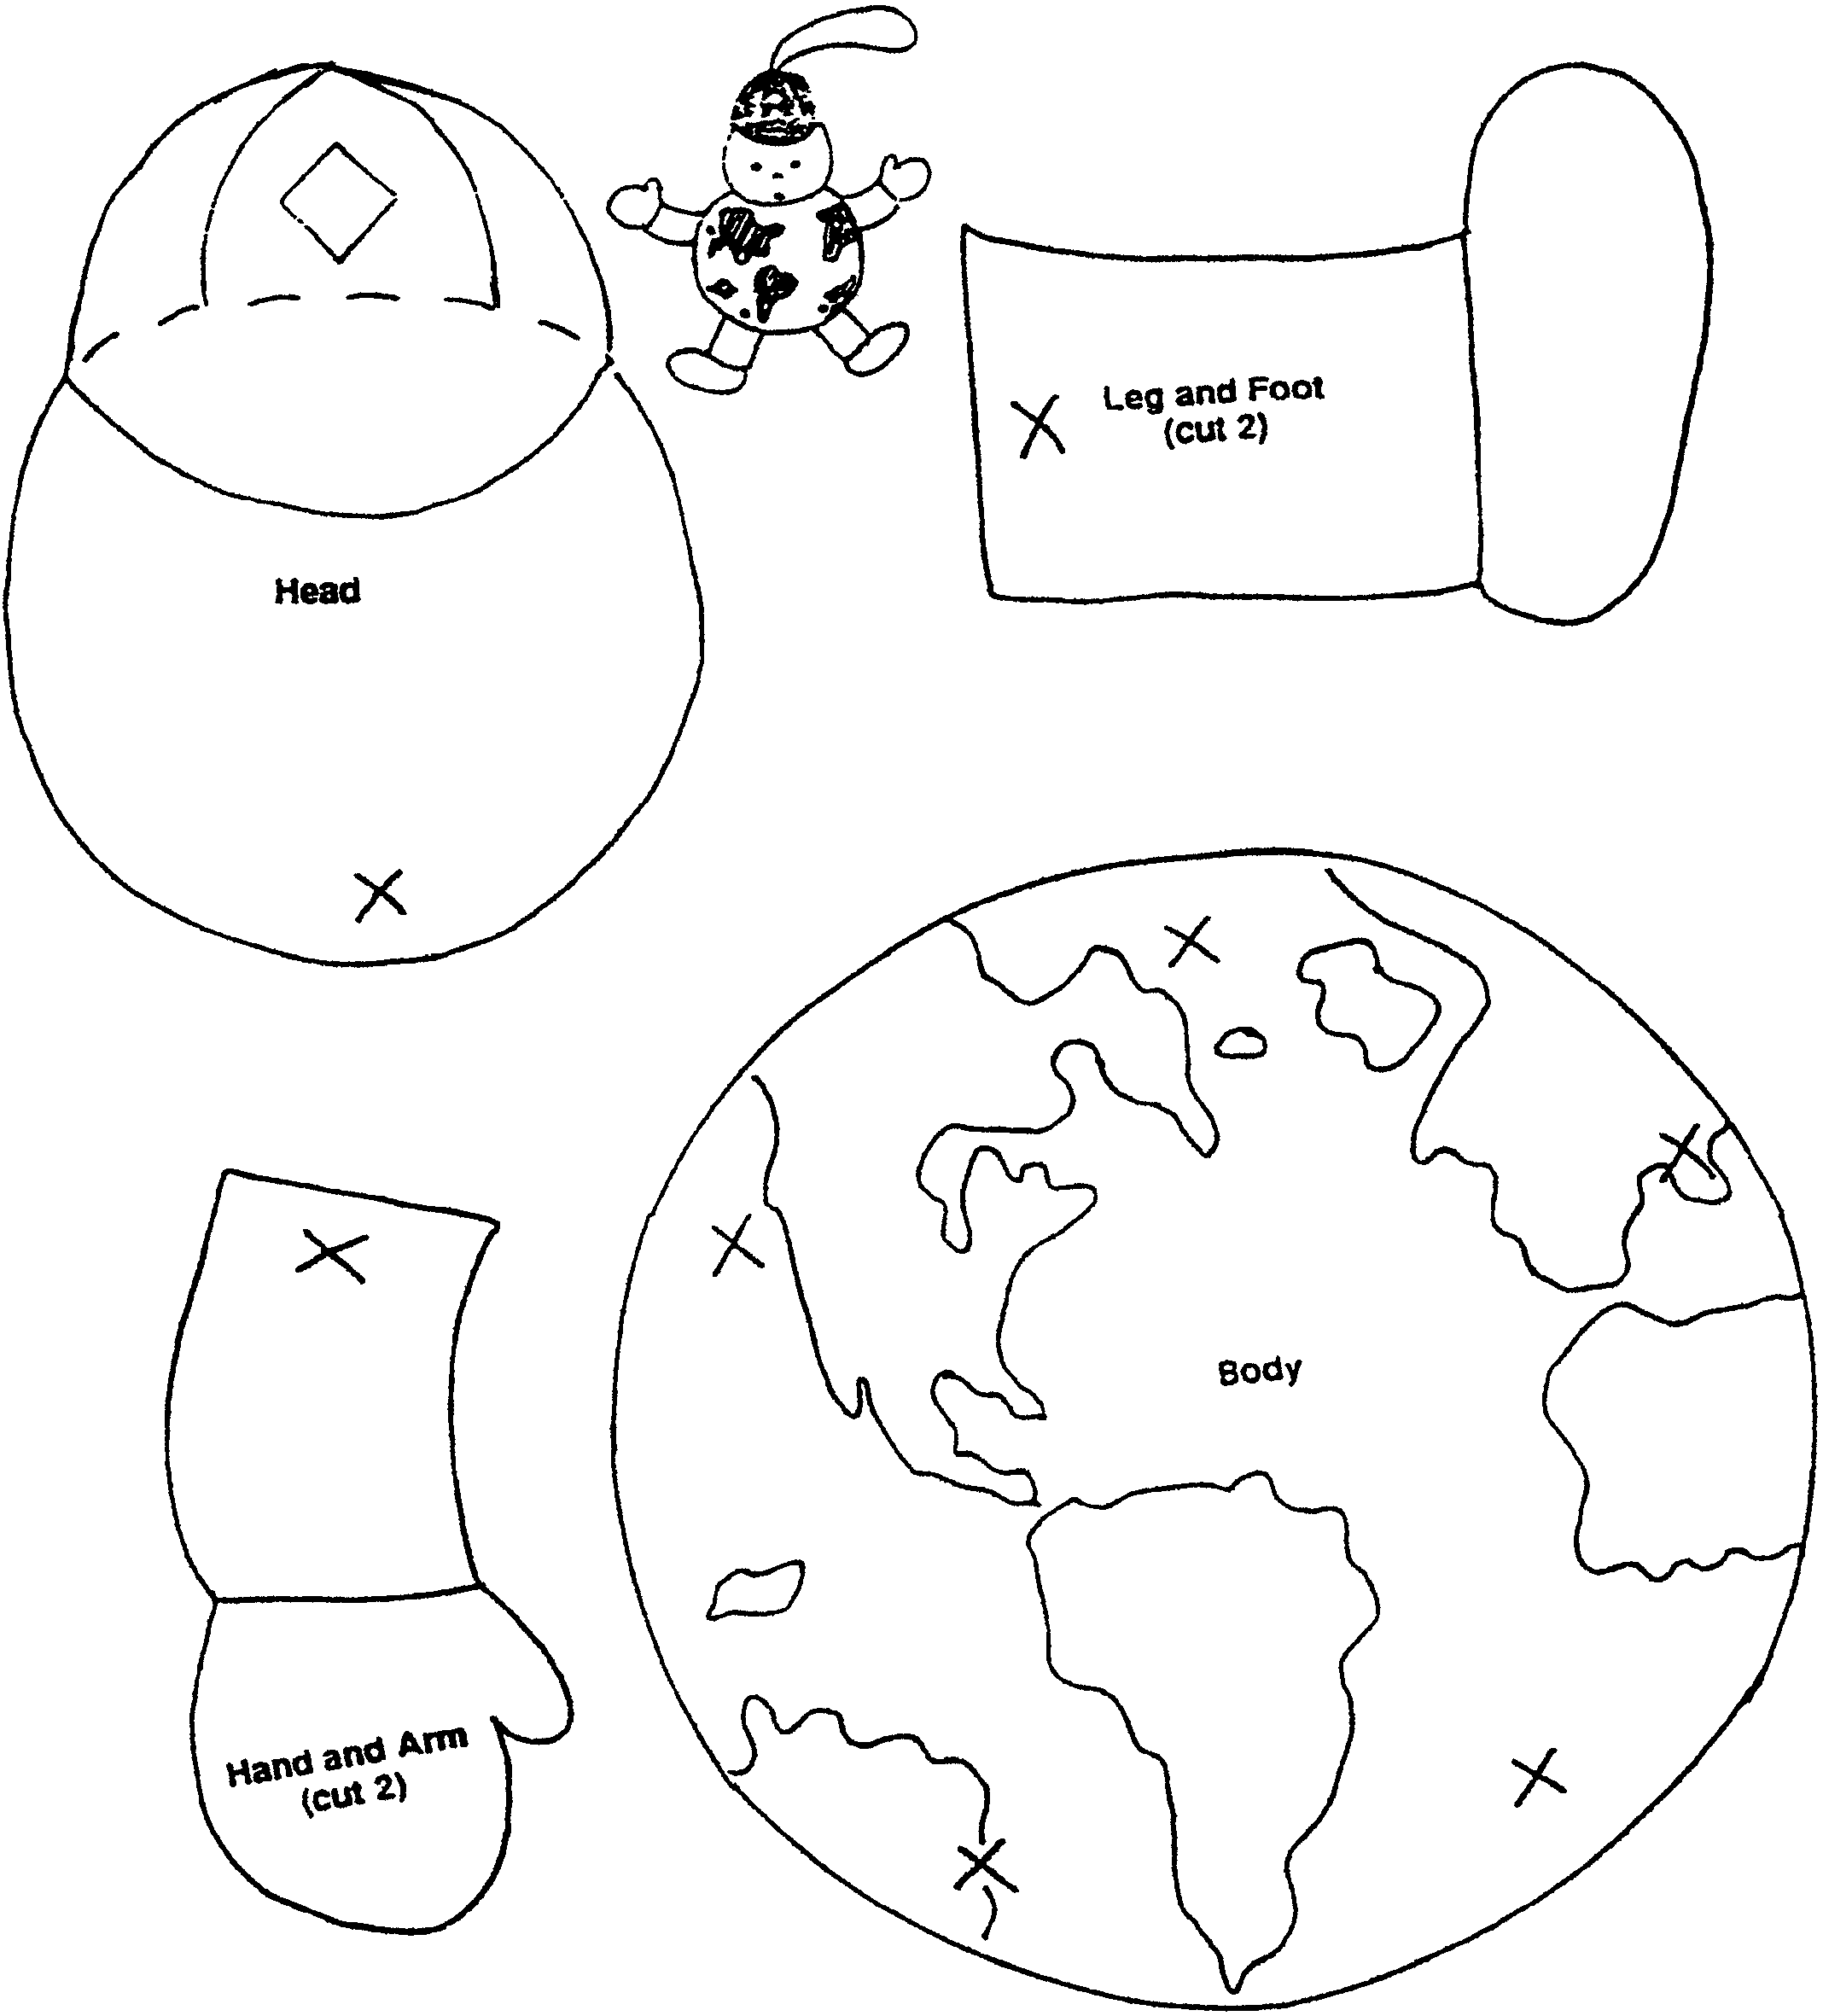 Leg and Foot
(cut 2)
Head
Body
Hand and Arm
(cut 2)